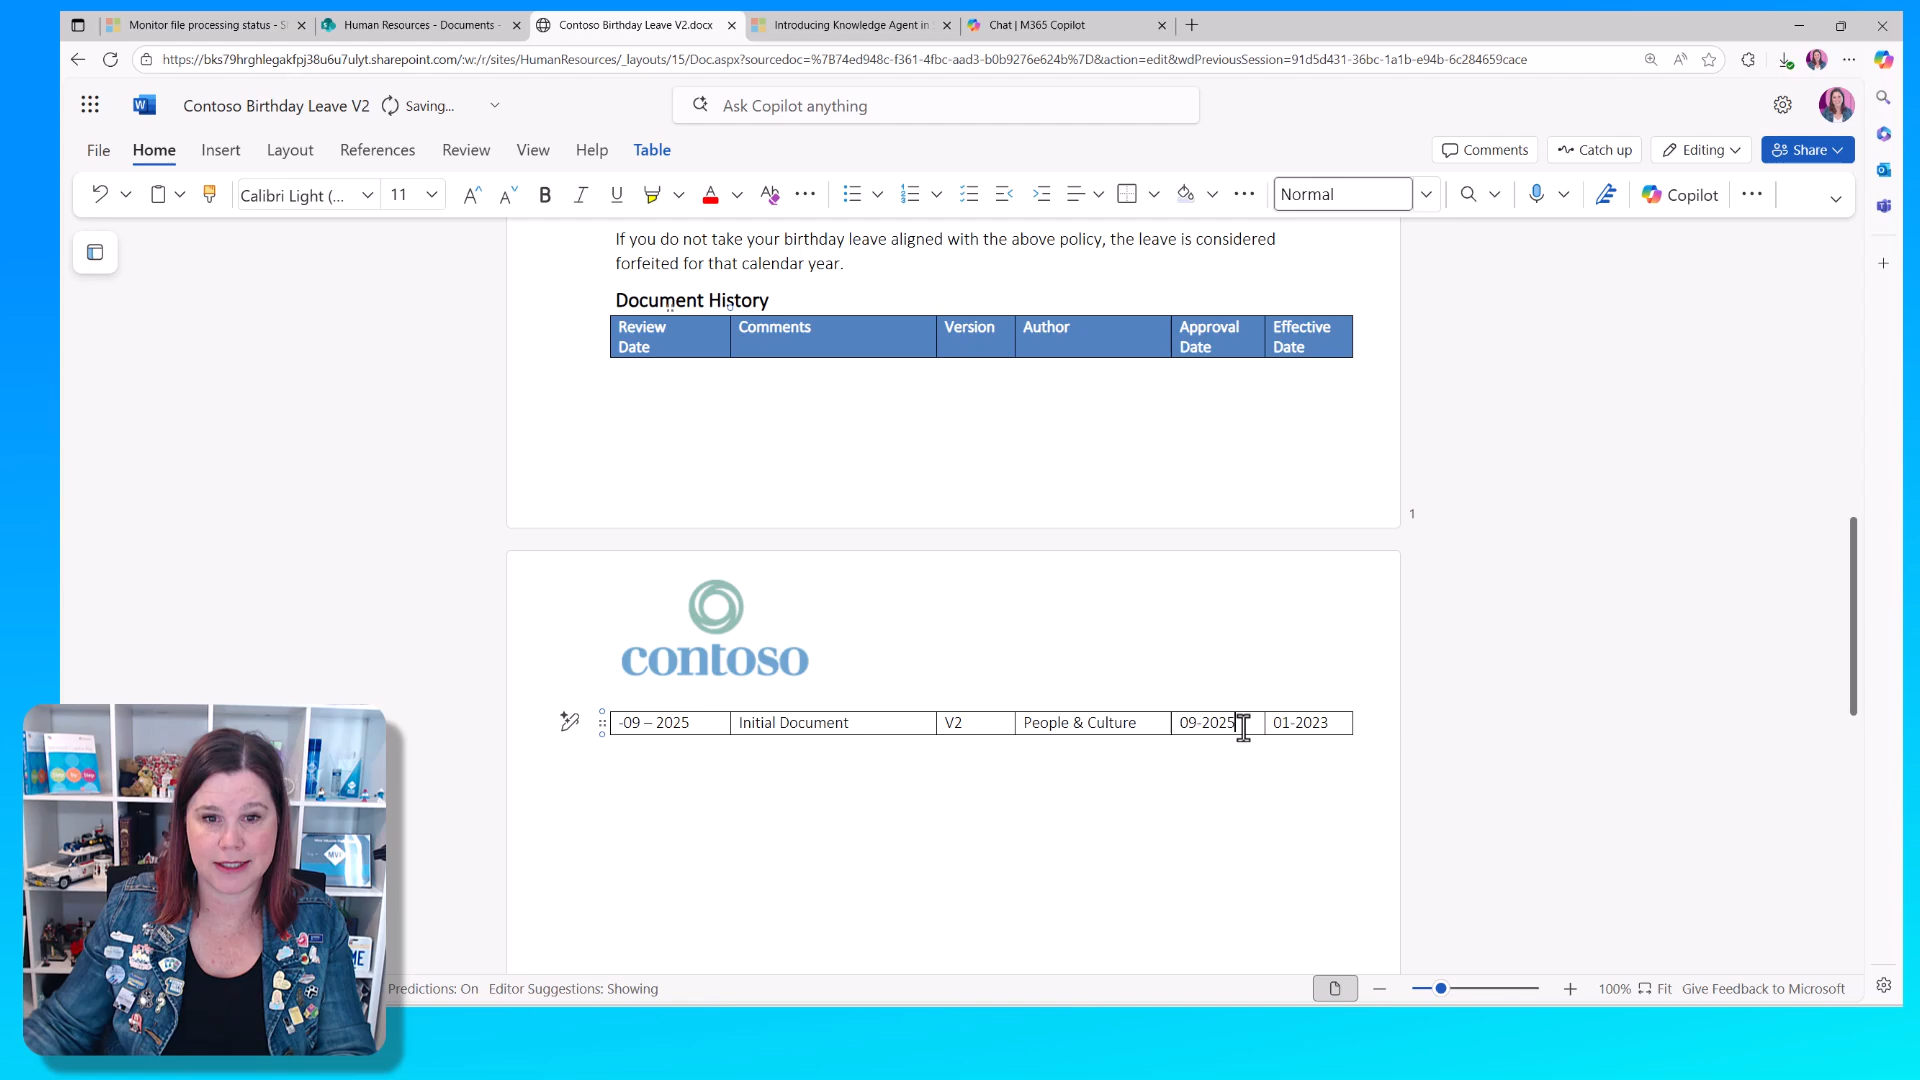 Monitor file processing status - S
Human Resources - Documents -
Contoso Birthday Leave V2.docx
Introducing Knowledge Agent in
Chat | M365 Copilot
https://bks79hrghlegakfpj38u6u7ulyt.sharepoint.com/:w:/r/sites/HumanResources/_layouts/15/Doc.aspx?sourcedoc=%7B74ed948c-f361-4fbc-aad3-b0b9276e624b%7D&action=edit&wdPreviousSession=91d5d431-36bc-1a1b-e94b-6c284659cace
Contoso Birthday Leave V2 Saving...
Ask Copilot anything
File Home Insert Layout References Review View Help Table
Comments Catch up Editing Share
Calibri Light (... 11
Normal
Copilot
If you do not take your birthday leave aligned with the above policy, the leave is considered
forfeited for that calendar year.
Document History
Review Date Comments Version Author Approval Date Effective Date
1
contoso
-09 – 2025 Initial Document V2 People & Culture 09-2025 01-2023
MVP
Predictions: On Editor Suggestions: Showing
100% Fit Give Feedback to Microsoft